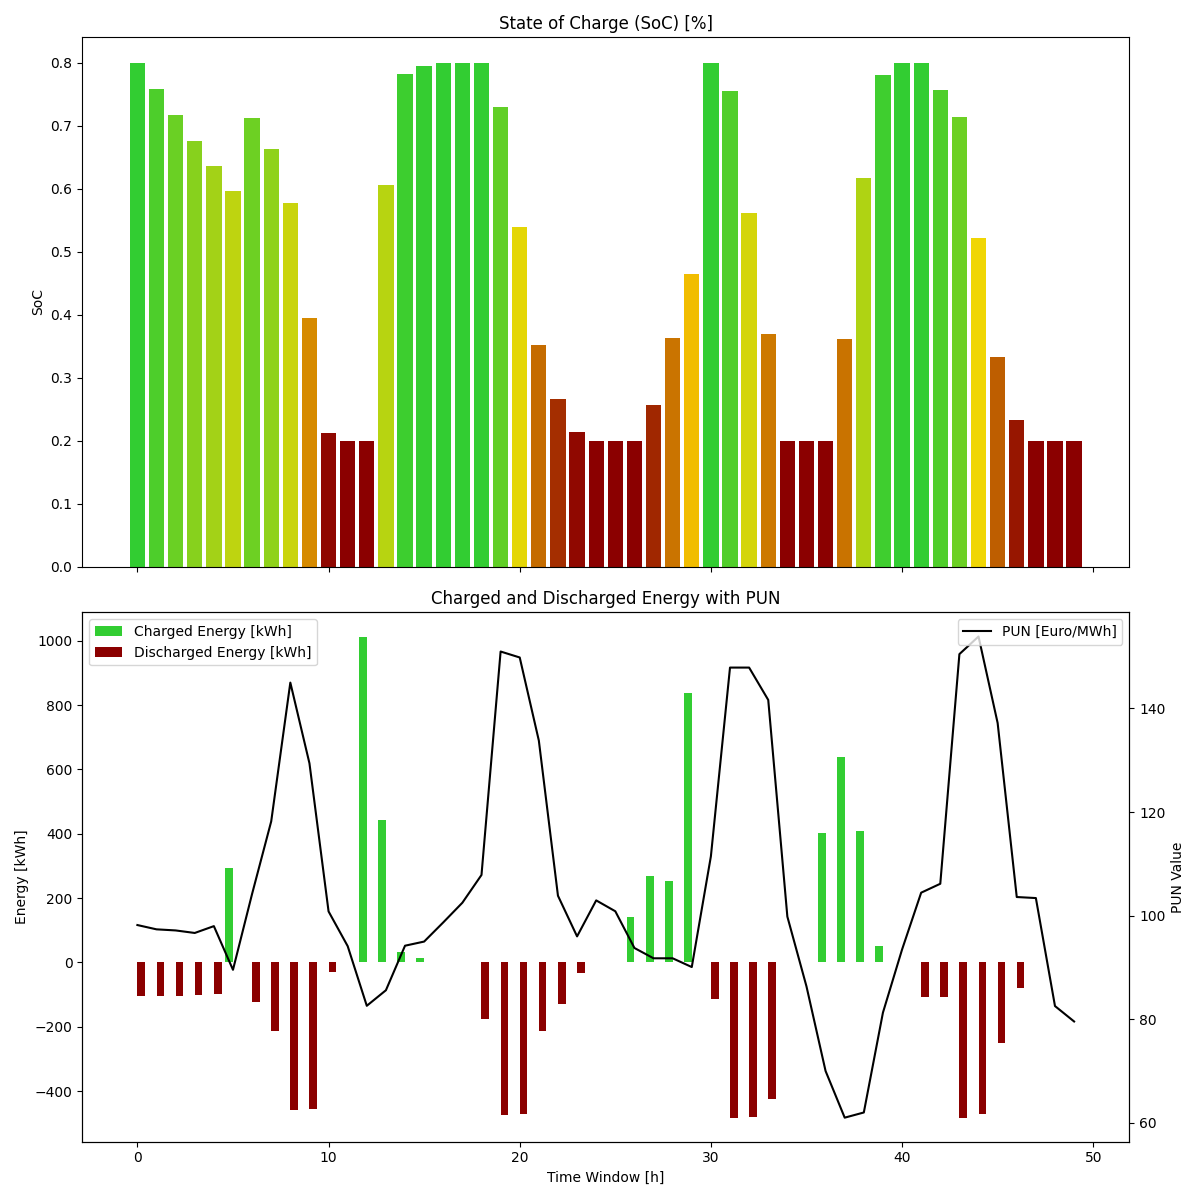 State of Charge (SoC) [%]
0.8
0.7
0.6
0.5
0.4
0.3
0.2
0.1
0.0
SoC
Charged and Discharged Energy with PUN
Charged Energy [kWh]
Discharged Energy [kWh]
PUN [Euro/MWh]
1000
800
600
400
200
0
−200
−400
Energy [kWh]
140
120
100
80
60
PUN Value
0 10 20 30 40 50
Time Window [h]